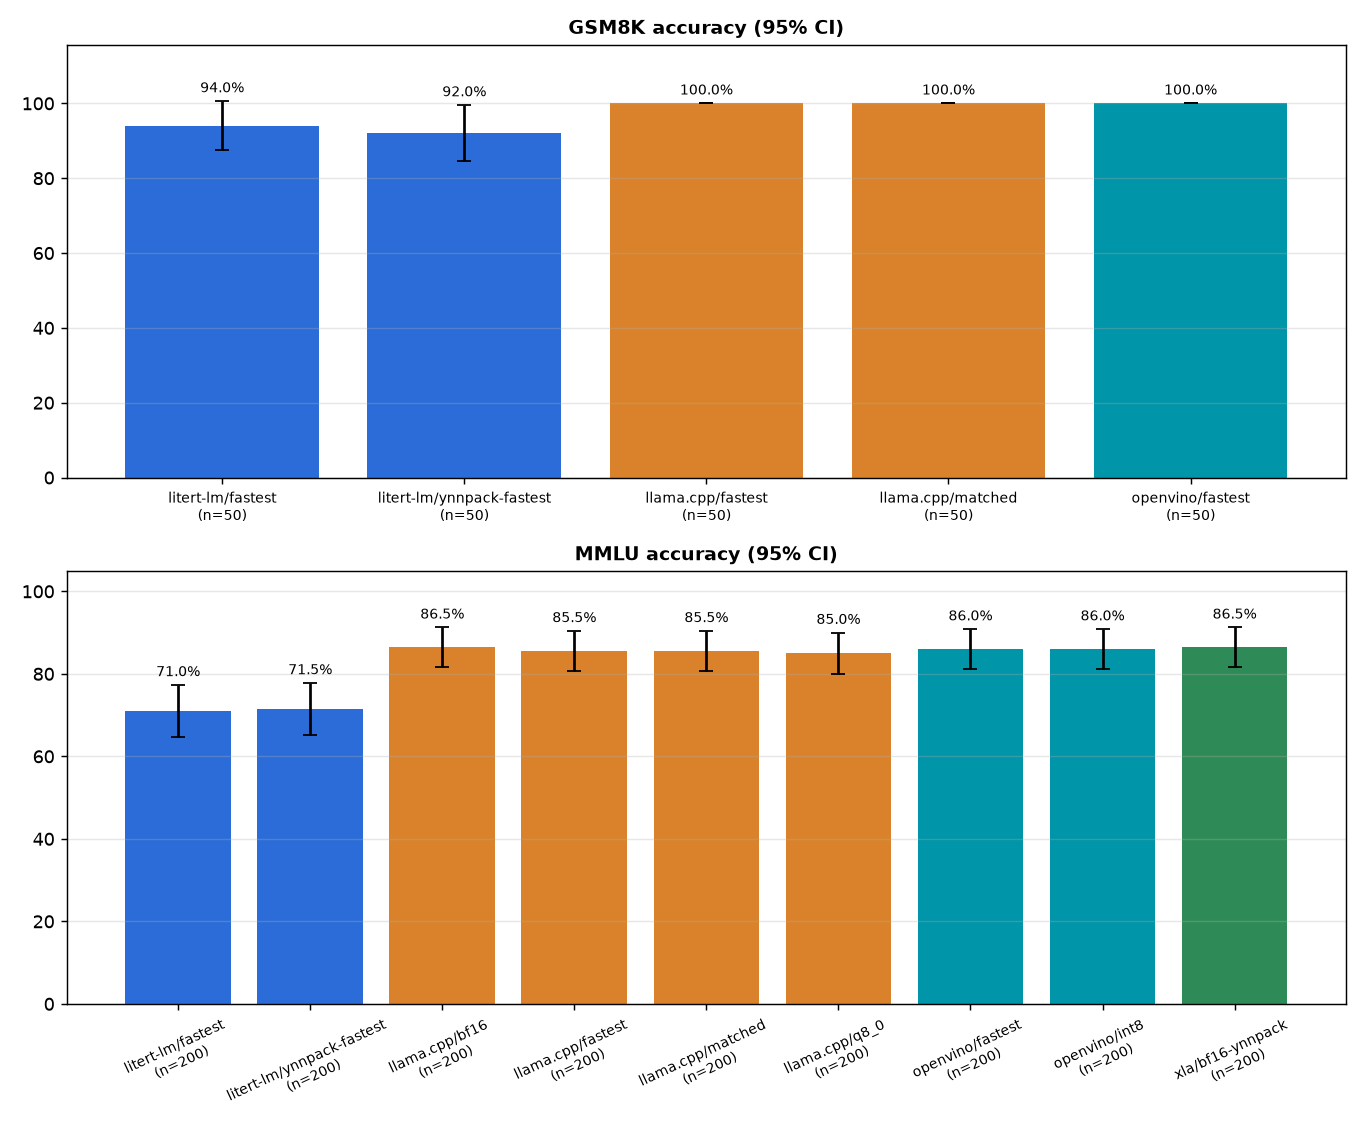 GSM8K accuracy (95% CI)
100
80
60
40
20
0
94.0%
92.0%
100.0%
100.0%
100.0%
litert-lm/fastest
(n=50)
litert-lm/ynnpack-fastest
(n=50)
llama.cpp/fastest
(n=50)
llama.cpp/matched
(n=50)
openvino/fastest
(n=50)
MMLU accuracy (95% CI)
100
80
60
40
20
0
71.0%
71.5%
86.5%
85.5%
85.5%
85.0%
86.0%
86.0%
86.5%
litert-lm/fastest
(n=200)
litert-lm/ynnpack-fastest
(n=200)
llama.cpp/bf16
(n=200)
llama.cpp/fastest
(n=200)
llama.cpp/matched
(n=200)
llama.cpp/q8_0
(n=200)
openvino/fastest
(n=200)
openvino/int8
(n=200)
xla/bf16-ynnpack
(n=200)